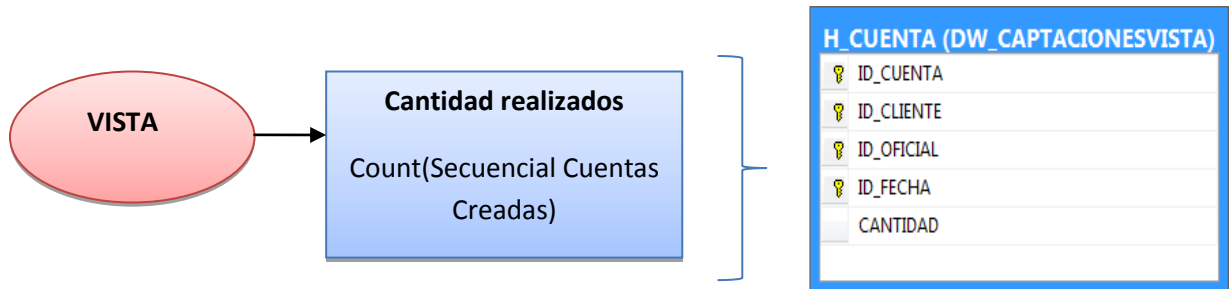 VISTA
Cantidad realizados
Count(Secuencial Cuentas
Creadas)
H_CUENTA (DW_CAPTACIONESVISTA)
ID_CUENTA
ID_CLIENTE
ID_OFICIAL
ID_FECHA
CANTIDAD